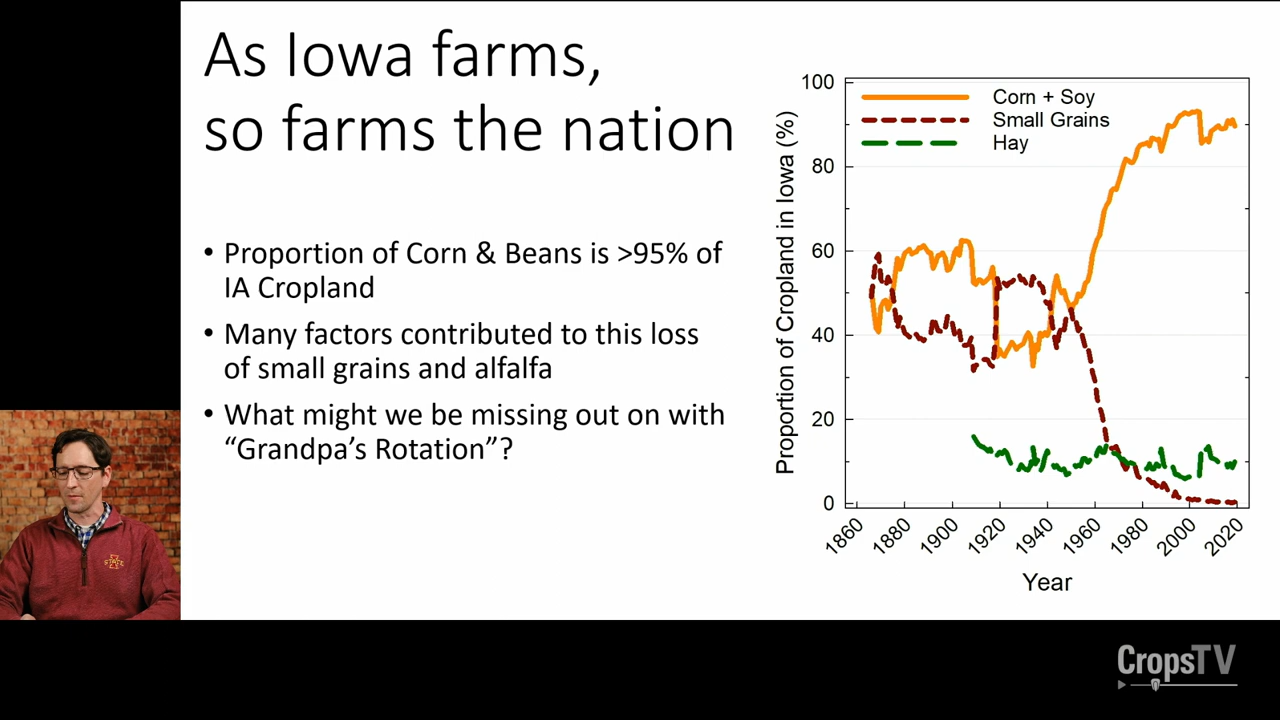 As Iowa farms,
so farms the nation
• Proportion of Corn & Beans is >95% of
IA Cropland
• Many factors contributed to this loss
of small grains and alfalfa
• What might we be missing out on with
“Grandpa’s Rotation”?
Proportion of Cropland in Iowa (%)
100
80
60
40
20
0
Corn + Soy
Small Grains
Hay
1860
1880
1900
1920
1940
1960
1980
2000
2020
Year
STATE
CropsTV